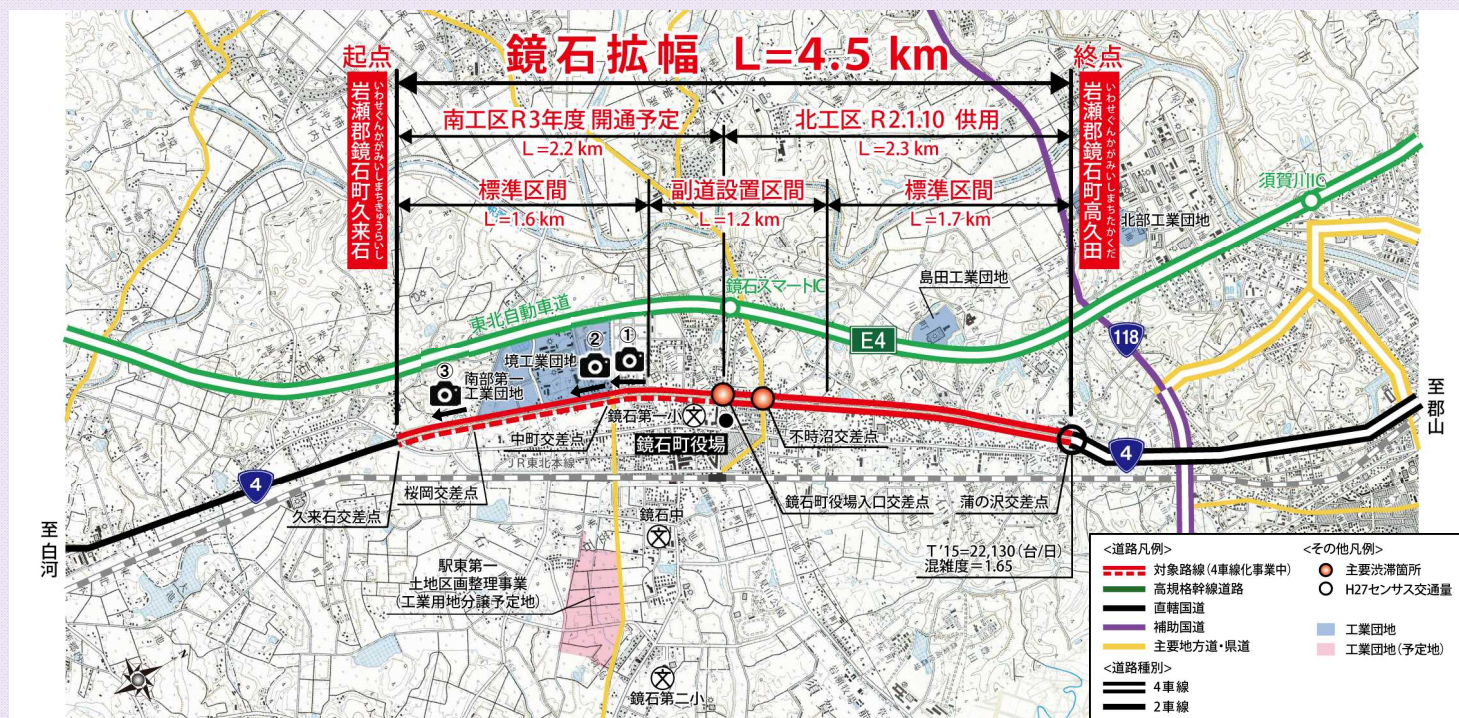 鏡石拡幅 L=4.5 km
起点
いわせぐんかがみいしまちきゅうらいし
岩瀬郡鏡石町久来石
終点
いわせぐんかがみいしまちたかくだ
岩瀬郡鏡石町高久田
南工区R3年度 開通予定
L=2.2 km
北工区 R2.1.10 供用
L=2.3 km
標準区間
L=1.6 km
副道設置区間
L=1.2 km
標準区間
L=1.7 km
須賀川IC
北部工業団地
島田工業団地
鏡石スマートIC
東北自動車道
E4
118
境工業団地
①
②
③
南部第一
工業団地
鏡石第一小
文
中町交差点
鏡石町役場
不時沼交差点
JR東北本線
4
4
至郡山
桜岡交差点
久来石交差点
鏡石町役場入口交差点
蒲の沢交差点
至白河
鏡石中
文
T'15=22,130(台/日)
混雑度=1.65
駅東第一
土地区画整理事業
(工業用地分譲予定地)
鏡石第二小
文
<道路凡例>
対象路線(4車線化事業中)
高規格幹線道路
直轄国道
補助国道
主要地方道・県道
<道路種別>
4車線
2車線
<その他凡例>
主要渋滞箇所
H27センサス交通量
工業団地
工業団地(予定地)